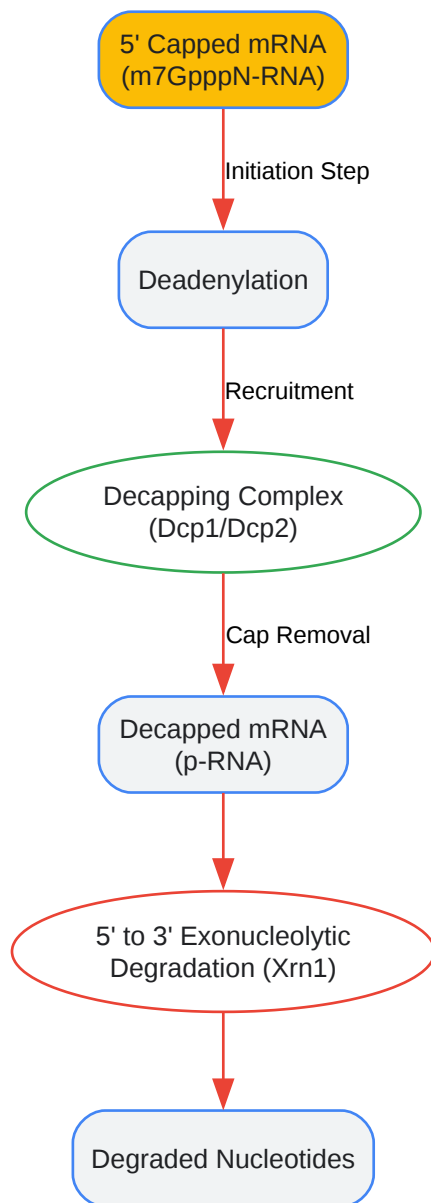 5' Capped mRNA
(m7GpppN-RNA)
Initiation Step
Deadenylation
Recruitment
Decapping Complex
(Dcp1/Dcp2)
Cap Removal
Decapped mRNA
(p-RNA)
5' to 3' Exonucleolytic
Degradation (Xrn1)
Degraded Nucleotides